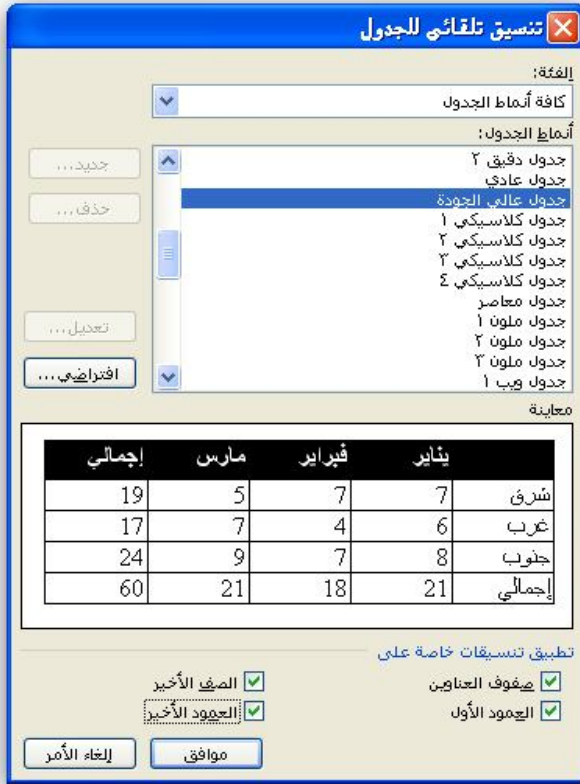 تنسيق تلقائي للجدول
الفئة:
كافة أنماط الجدول
أنماط الجدول:
جدول دقيق ٢
جدول عادي
جدول عالي الجودة
جدول كلاسيكي ١
جدول كلاسيكي ٢
جدول كلاسيكي ٣
جدول كلاسيكي ٤
جدول معاصر
جدول ملون ١
جدول ملون ٢
جدول ملون ٣
جدول ويب ١
جديد...
حذف...
تعديل...
افتراضي...
معاينة
يناير فبراير مارس إجمالي
شرق 7 7 5 19
غرب 6 4 7 17
جنوب 8 7 9 24
إجمالي 21 18 21 60
تطبيق تنسيقات خاصة على
صفوف العناوين الصف الأخير
العمود الأول العمود الأخير
موافق إلغاء الأمر